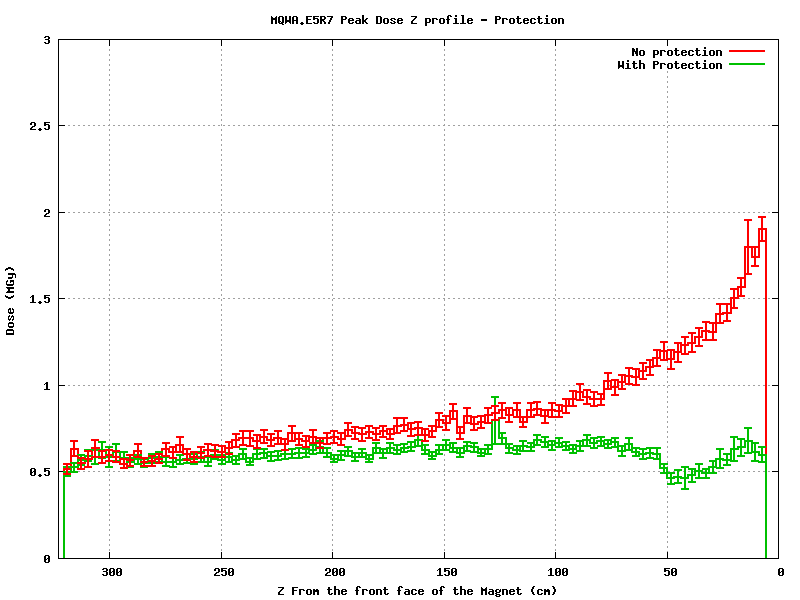 MQWA.E5R7 Peak Dose Z profile - Protection
No protection
With Protection
3
2.5
2
1.5
1
0.5
0
Dose (MGy)
300 250 200 150 100 50 0
Z From the front face of the Magnet (cm)